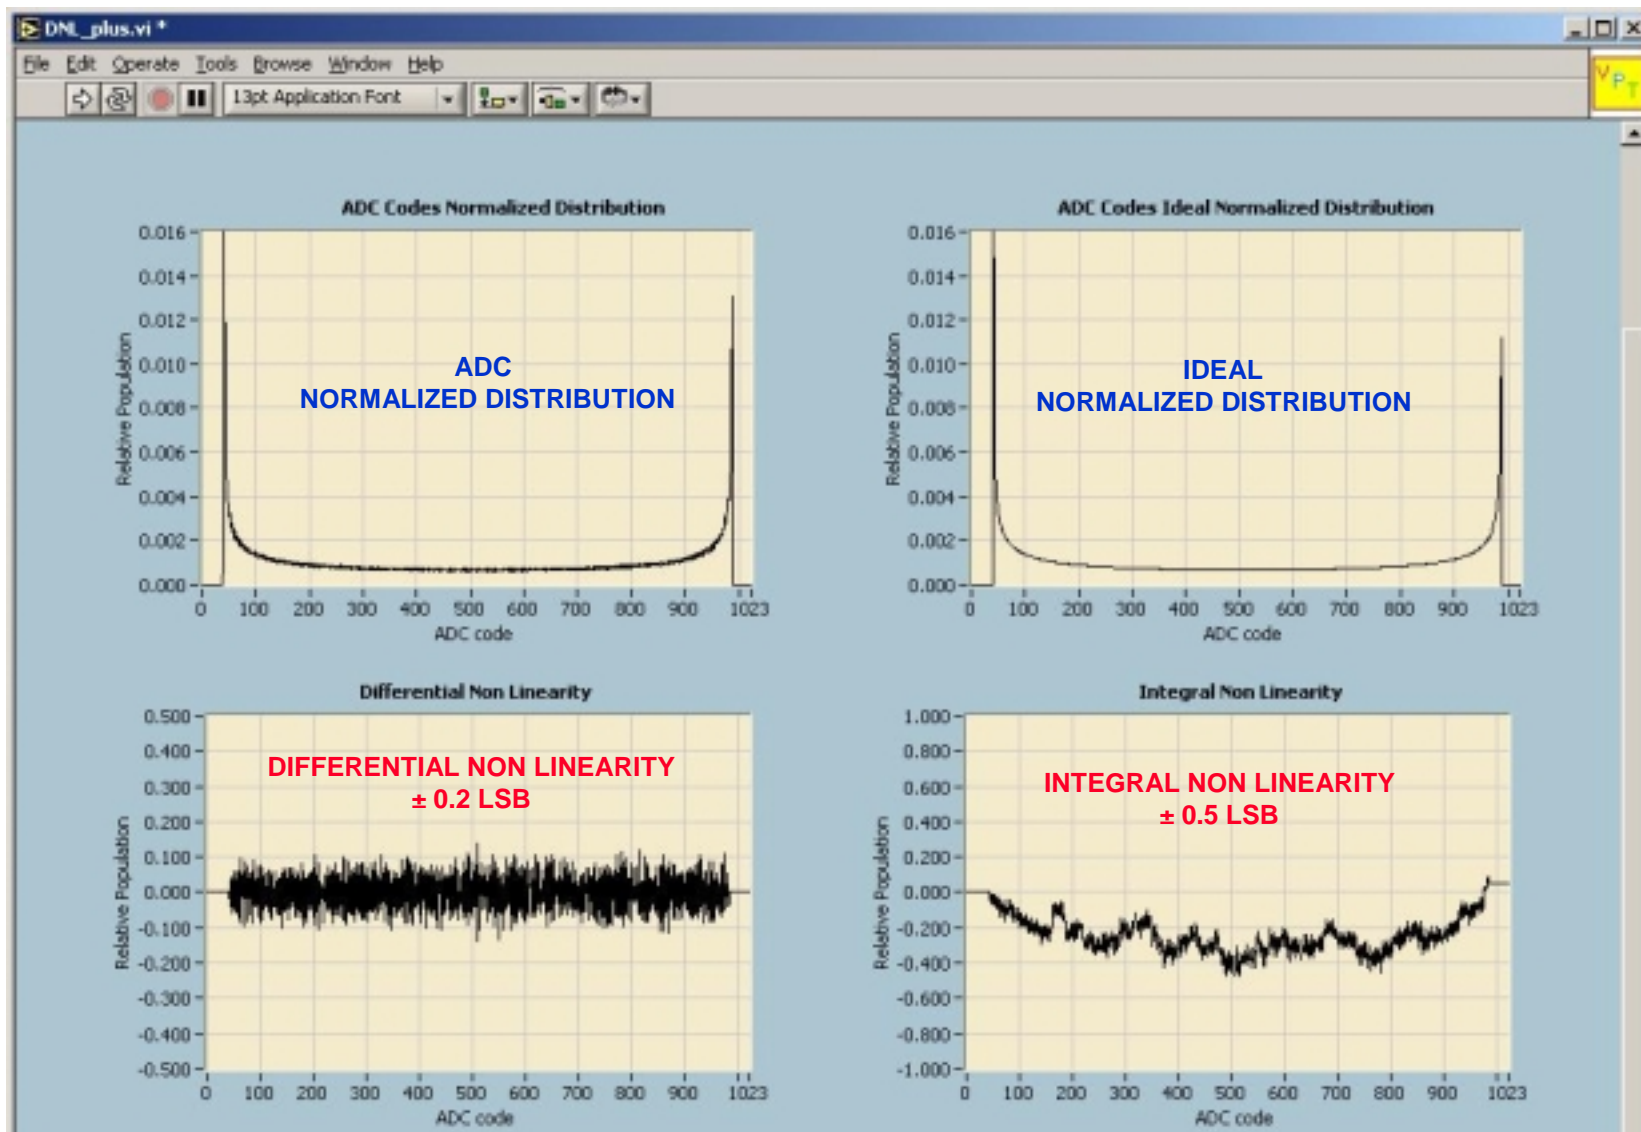 DNL_plus.vi *
File Edit Operate Tools Browse Window Help
13pt Application Font
V P T
ADC Codes Normalized Distribution
Relative Population
0.016
0.014
0.012
0.010
0.008
0.006
0.004
0.002
0.000
ADC
NORMALIZED DISTRIBUTION
0 100 200 300 400 500 600 700 800 900 1023
ADC code
ADC Codes Ideal Normalized Distribution
Relative Population
0.016
0.014
0.012
0.010
0.008
0.006
0.004
0.002
0.000
IDEAL
NORMALIZED DISTRIBUTION
0 100 200 300 400 500 600 700 800 900 1023
ADC code
Differential Non Linearity
Relative Population
0.500
0.400
0.300
0.200
0.100
0.000
-0.100
-0.200
-0.300
-0.400
-0.500
DIFFERENTIAL NON LINEARITY
± 0.2 LSB
0 100 200 300 400 500 600 700 800 900 1023
ADC code
Integral Non Linearity
Relative Population
1.000
0.800
0.600
0.400
0.200
0.000
-0.200
-0.400
-0.600
-0.800
-1.000
INTEGRAL NON LINEARITY
± 0.5 LSB
0 100 200 300 400 500 600 700 800 900 1023
ADC code